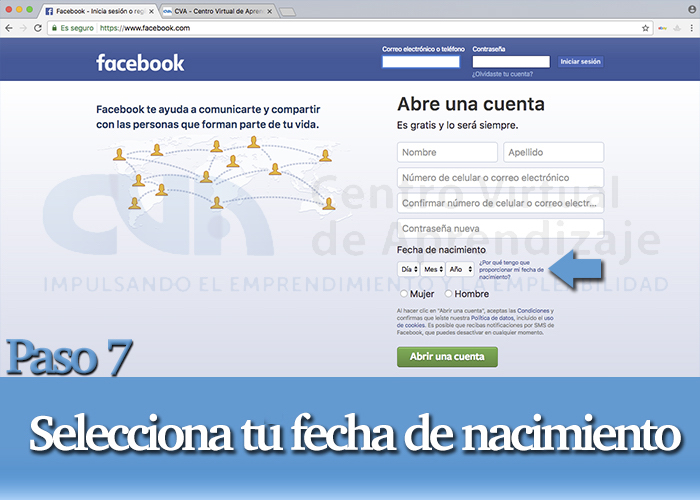 Facebook - Inicia sesión o regi
CVA - Centro Virtual de Aprend
Es seguro
https://www.facebook.com
facebook
Correo electrónico o teléfono
Contraseña
Iniciar sesión
¿Olvidaste tu cuenta?
Facebook te ayuda a comunicarte y compartir
con las personas que forman parte de tu vida.
Abre una cuenta
Es gratis y lo será siempre.
Nombre
Apellido
Número de celular o correo electrónico
Confirmar número de celular o correo electr...
Contraseña nueva
Fecha de nacimiento
Día
Mes
Año
¿Por qué tengo que
proporcionar mi fecha de
nacimiento?
Mujer
Hombre
Al hacer clic en "Abrir una cuenta", aceptas las Condiciones y
confirmas que leíste nuestra Política de datos, incluido el uso
de cookies. Es posible que recibas notificaciones por SMS de
Facebook, que puedes desactivar en cualquier momento.
Abrir una cuenta
CVA
Centro Virtual
de Aprendizaje
IMPULSANDO EL EMPRENDIMIENTO Y LA EMPLEABILIDAD
Paso 7
Selecciona tu fecha de nacimiento